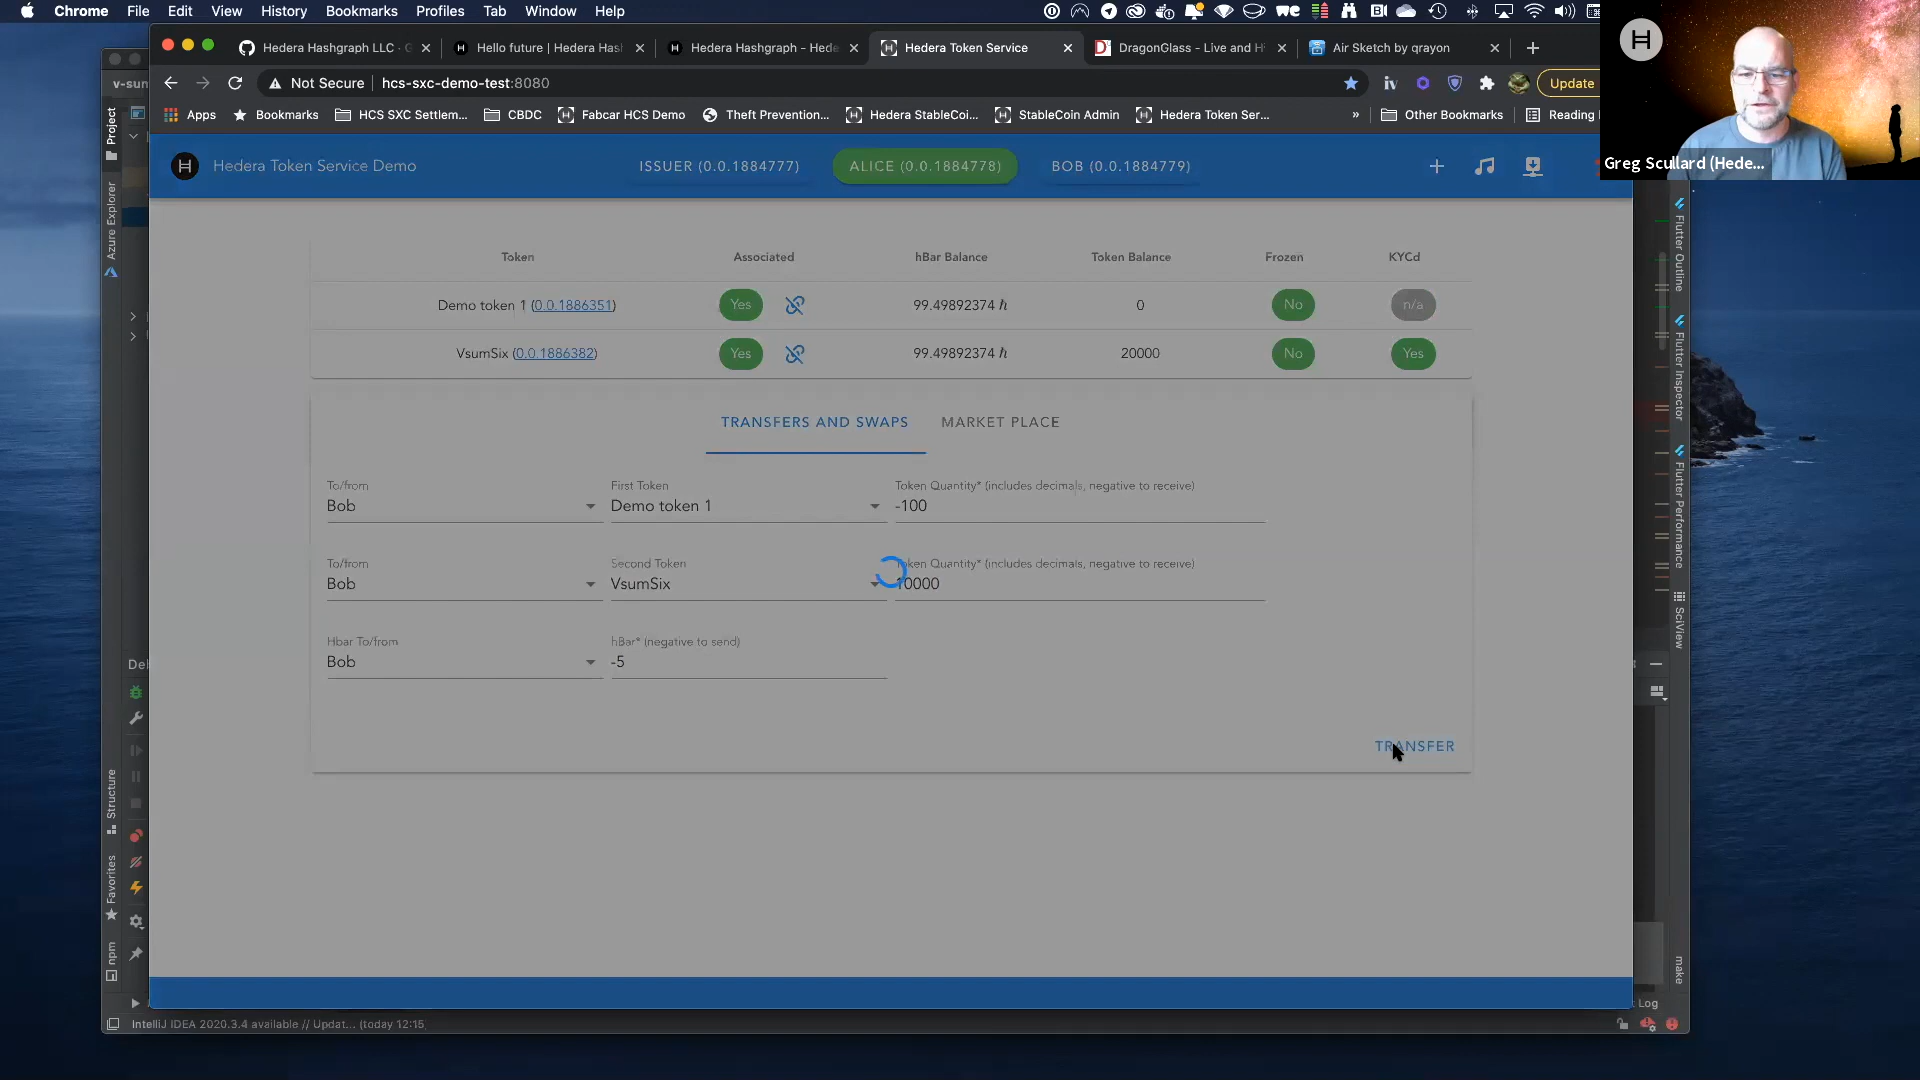 Chrome File Edit View History Bookmarks Profiles Tab Window Help
Hedera Hashgraph LLC · G
Hello future | Hedera Hash
Hedera Hashgraph – Hede
Hedera Token Service
DragonGlass - Live and Hi
Air Sketch by qrayon
Not Secure | hcs-sxc-demo-test:8080
Update
Apps Bookmarks HCS SXC Settlem... CBDC Fabcar HCS Demo Theft Prevention... Hedera StableCoi... StableCoin Admin Hedera Token Ser... » Other Bookmarks Reading
Greg Scullard (Hede...
Hedera Token Service Demo
ISSUER (0.0.1884777)
ALICE (0.0.1884778)
BOB (0.0.1884779)
Token Associated hBar Balance Token Balance Frozen KYCd
Demo token 1 (0.0.1886351) Yes 99.49892374 ℏ 0 No n/a
VsumSix (0.0.1886382) Yes 99.49892374 ℏ 20000 No Yes
TRANSFERS AND SWAPS
MARKET PLACE
To/from First Token Token Quantity* (includes decimals, negative to receive)
Bob Demo token 1 -100
To/from Second Token Token Quantity* (includes decimals, negative to receive)
Bob VsumSix 10000
Hbar To/from hBar* (negative to send)
Bob -5
TRANSFER
v-sun
Project
Azure Explorer
Structure
Favorites
npm
Deb
Flutter Outline
Flutter Inspector
Flutter Performance
SciView
make
t Log
IntelliJ IDEA 2020.3.4 available // Updat... (today 12:15)